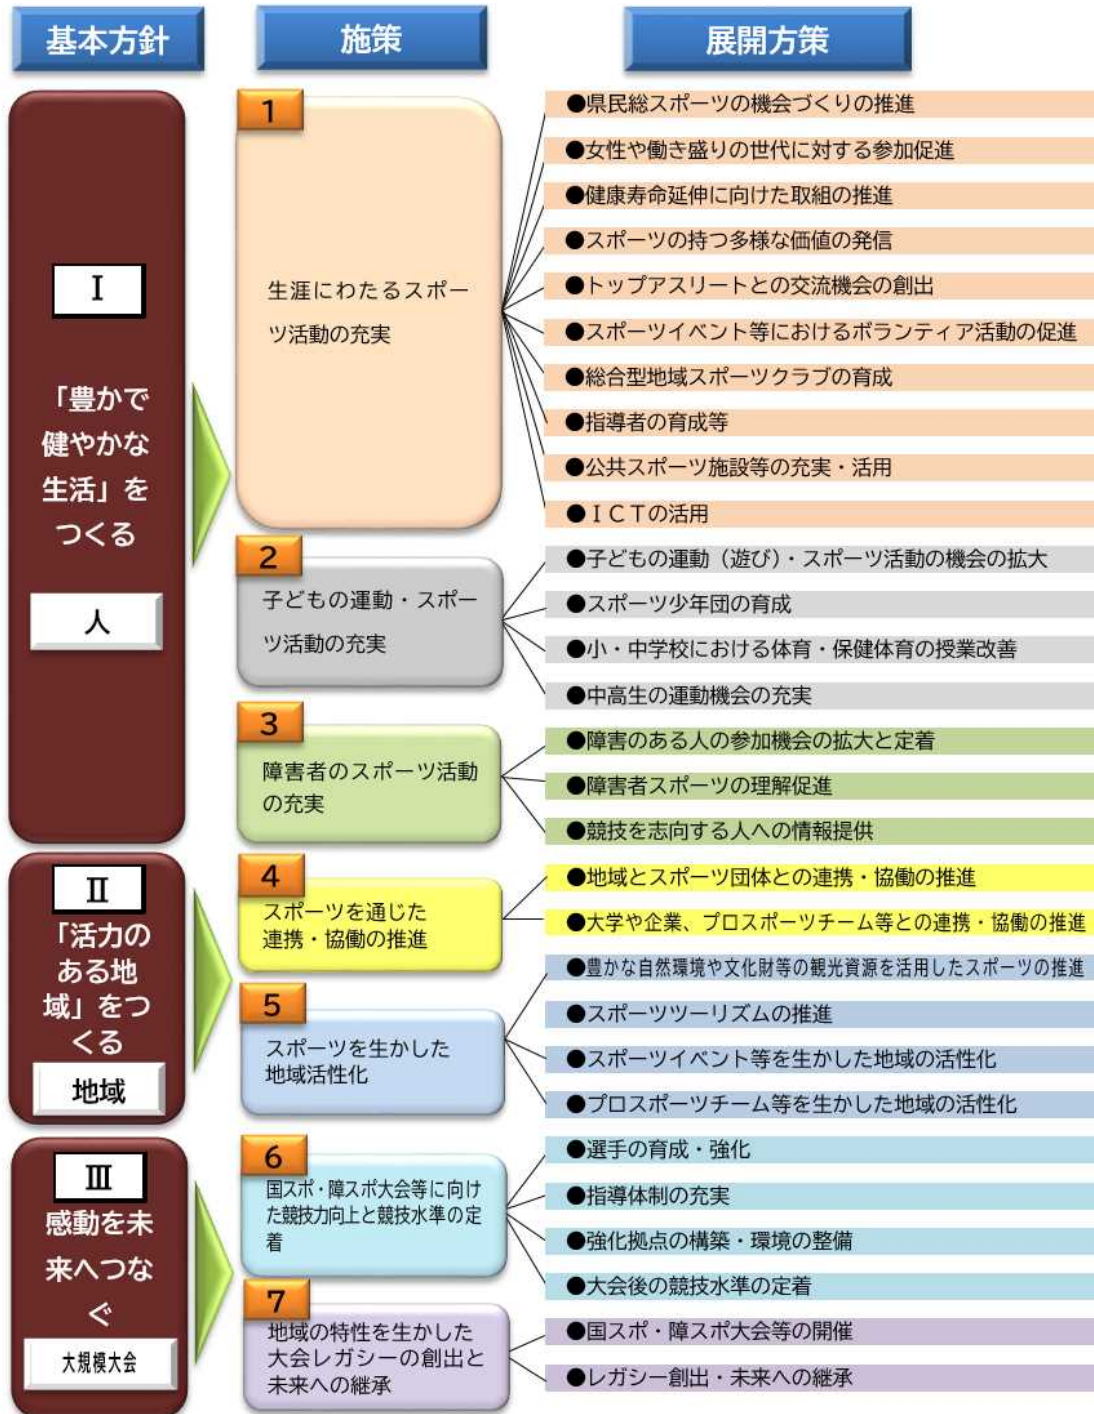 基本方針
施策
展開方策
Ⅰ
「豊かで
健やかな
生活」を
つくる
人
1
生涯にわたるスポー
ツ活動の充実
●県民総スポーツの機会づくりの推進
●女性や働き盛りの世代に対する参加促進
●健康寿命延伸に向けた取組の推進
●スポーツの持つ多様な価値の発信
●トップアスリートとの交流機会の創出
●スポーツイベント等におけるボランティア活動の促進
●総合型地域スポーツクラブの育成
●指導者の育成等
●公共スポーツ施設等の充実・活用
●ＩＣＴの活用
2
子どもの運動・スポー
ツ活動の充実
●子どもの運動（遊び）・スポーツ活動の機会の拡大
●スポーツ少年団の育成
●小・中学校における体育・保健体育の授業改善
●中高生の運動機会の充実
3
障害者のスポーツ活動
の充実
●障害のある人の参加機会の拡大と定着
●障害者スポーツの理解促進
●競技を志向する人への情報提供
Ⅱ
「活力の
ある地
域」をつ
くる
地域
4
スポーツを通じた
連携・協働の推進
●地域とスポーツ団体との連携・協働の推進
●大学や企業、プロスポーツチーム等との連携・協働の推進
5
スポーツを生かした
地域活性化
●豊かな自然環境や文化財等の観光資源を活用したスポーツの推進
●スポーツツーリズムの推進
●スポーツイベント等を生かした地域の活性化
●プロスポーツチーム等を生かした地域の活性化
Ⅲ
感動を未
来へつな
ぐ
大規模大会
6
国スポ・障スポ大会等に向け
た競技力向上と競技水準の定
着
●選手の育成・強化
●指導体制の充実
●強化拠点の構築・環境の整備
●大会後の競技水準の定着
7
地域の特性を生かした
大会レガシーの創出と
未来への継承
●国スポ・障スポ大会等の開催
●レガシー創出・未来への継承